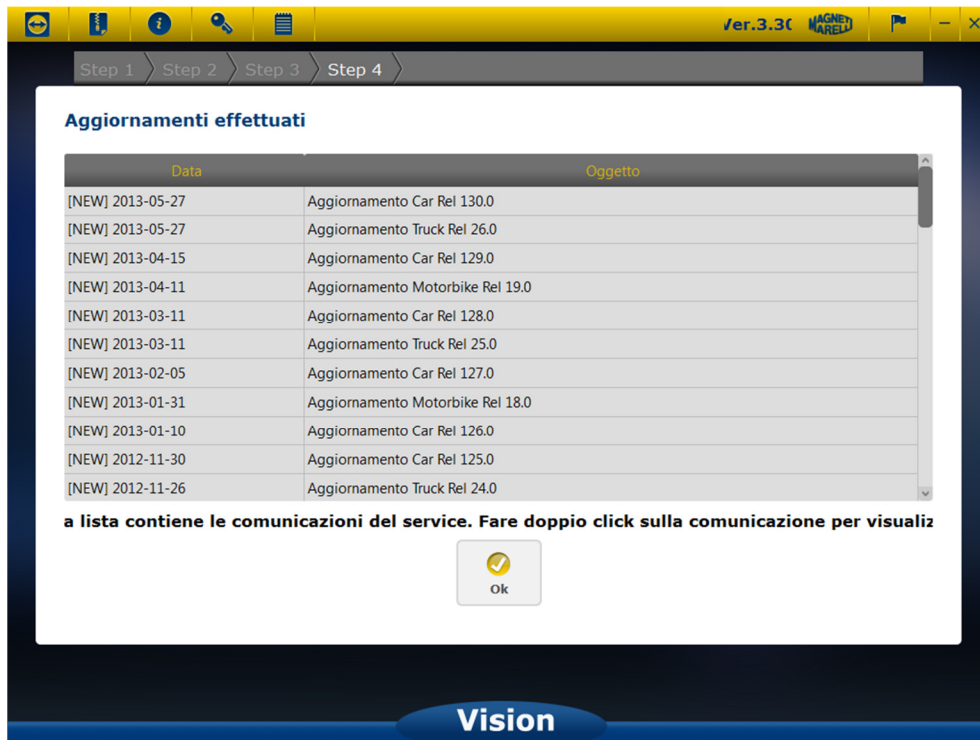 Ver.3.30
MAGNETI
MARELLI
Step 1 Step 2 Step 3 Step 4
Aggiornamenti effettuati
Data Oggetto
[NEW] 2013-05-27 Aggiornamento Car Rel 130.0
[NEW] 2013-05-27 Aggiornamento Truck Rel 26.0
[NEW] 2013-04-15 Aggiornamento Car Rel 129.0
[NEW] 2013-04-11 Aggiornamento Motorbike Rel 19.0
[NEW] 2013-03-11 Aggiornamento Car Rel 128.0
[NEW] 2013-03-11 Aggiornamento Truck Rel 25.0
[NEW] 2013-02-05 Aggiornamento Car Rel 127.0
[NEW] 2013-01-31 Aggiornamento Motorbike Rel 18.0
[NEW] 2013-01-10 Aggiornamento Car Rel 126.0
[NEW] 2012-11-30 Aggiornamento Car Rel 125.0
[NEW] 2012-11-26 Aggiornamento Truck Rel 24.0
a lista contiene le comunicazioni del service. Fare doppio click sulla comunicazione per visualiz
Ok
Vision